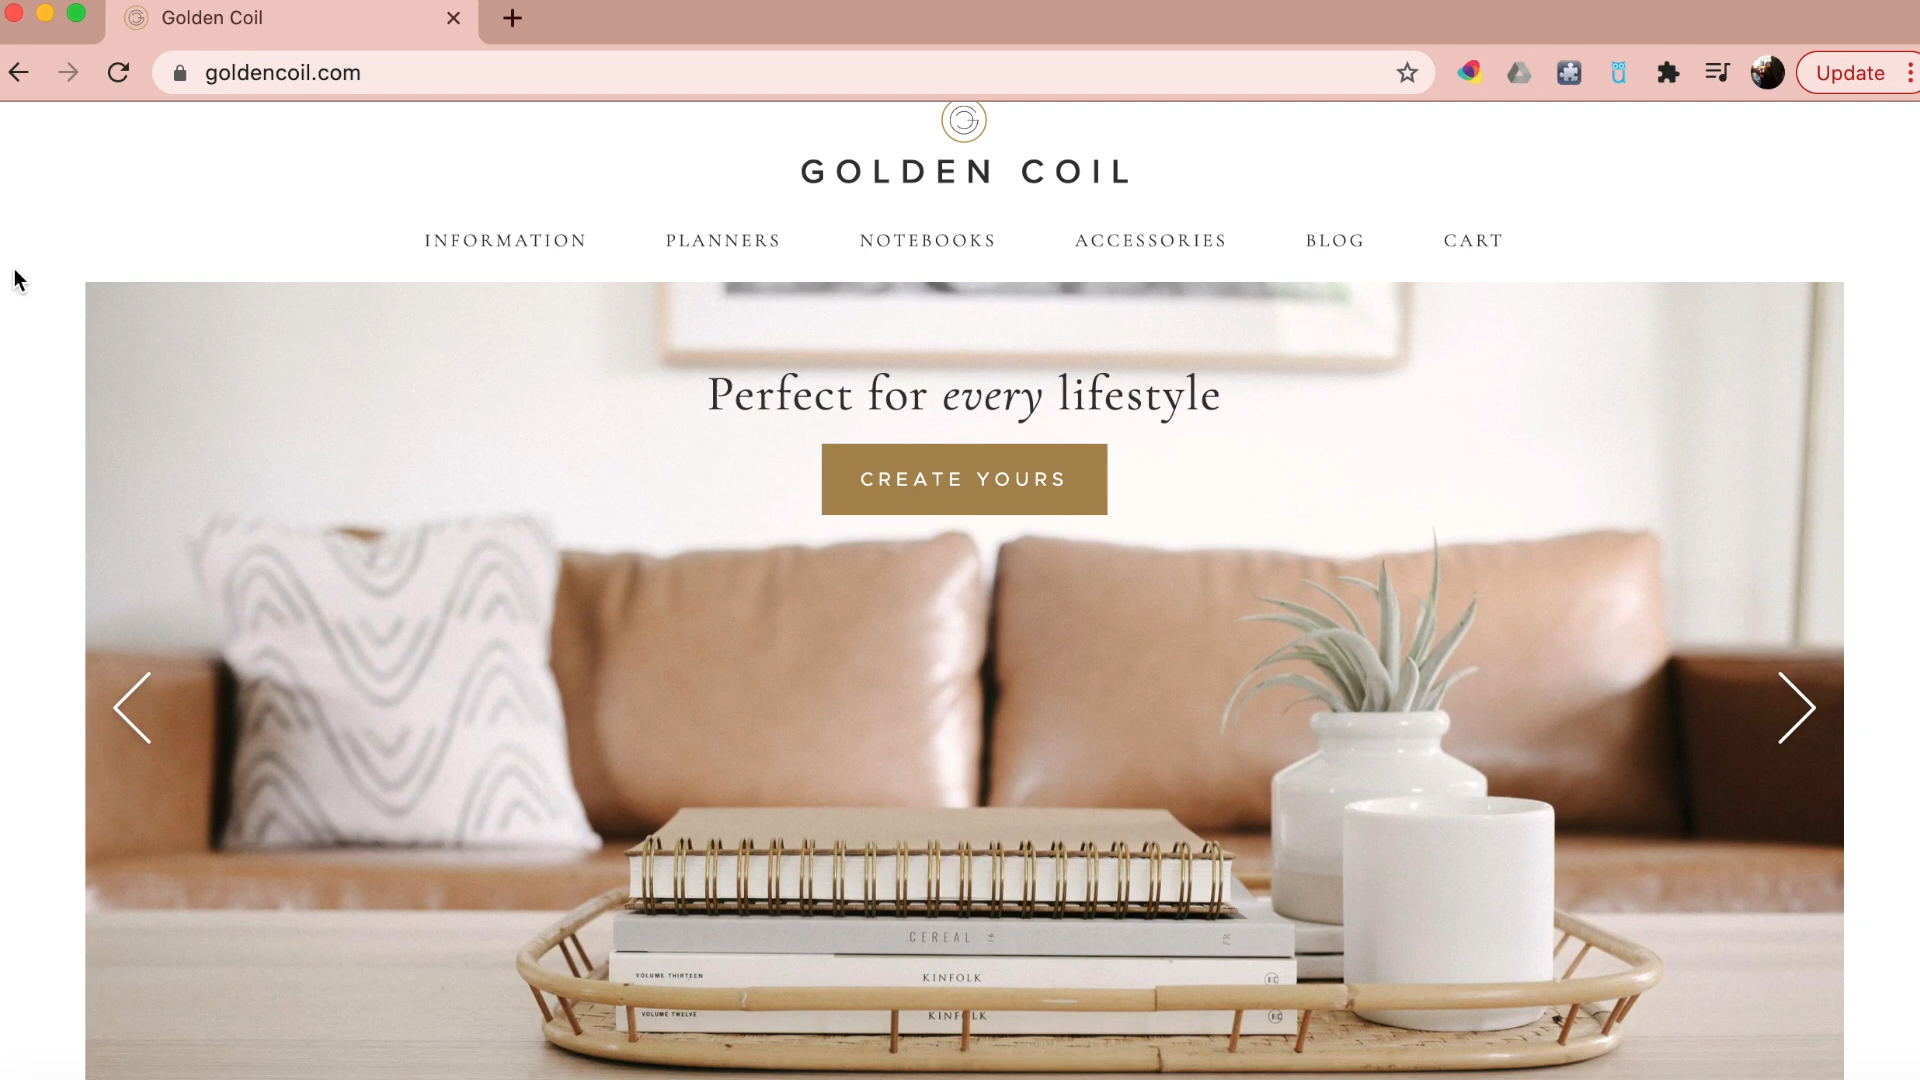 Golden Coil
goldencoil.com
Update
GOLDEN COIL
INFORMATION PLANNERS NOTEBOOKS ACCESSORIES BLOG CART
Perfect for every lifestyle
CREATE YOURS
CEREAL
VOLUME THIRTEEN KINFOLK
VOLUME TWELVE KINFOLK